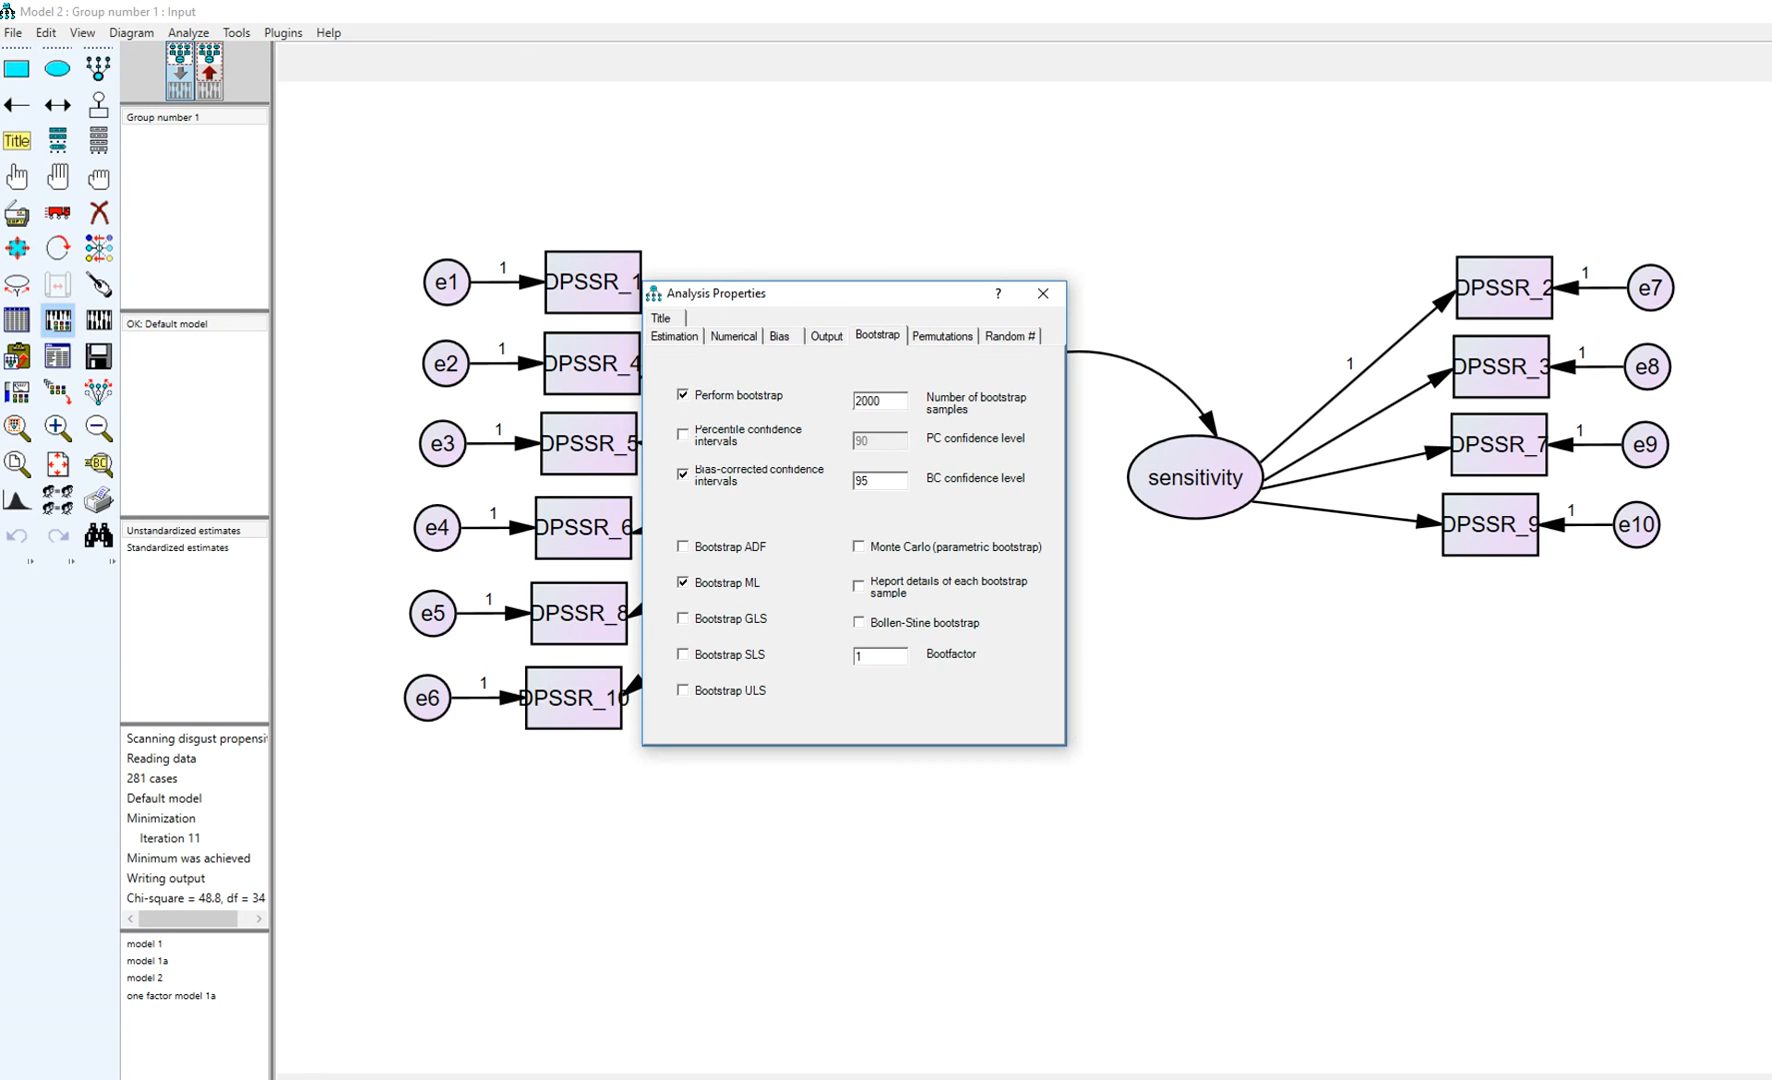 Model 2 : Group number 1 : Input
File Edit View Diagram Analyze Tools Plugins Help
Title
Group number 1
OK: Default model
Unstandardized estimates
Standardized estimates
Scanning disgust propensi
Reading data
281 cases
Default model
Minimization
Iteration 11
Minimum was achieved
Writing output
Chi-square = 48.8, df = 34
model 1
model 1a
model 2
one factor model 1a
e1 1 DPSSR_1
e2 1 DPSSR_4
e3 1 DPSSR_5
e4 1 DPSSR_6
e5 1 DPSSR_8
e6 1 DPSSR_10
Analysis Properties ?
Title
Estimation Numerical Bias Output Bootstrap Permutations Random #
Perform bootstrap
2000 Number of bootstrap
samples
Percentile confidence
intervals
90 PC confidence level
Bias-corrected confidence
intervals
95 BC confidence level
Bootstrap ADF
Monte Carlo (parametric bootstrap)
Bootstrap ML
Report details of each bootstrap
sample
Bootstrap GLS
Bollen-Stine bootstrap
Bootstrap SLS
1 Bootfactor
Bootstrap ULS
sensitivity
1
DPSSR_2 1 e7
DPSSR_3 1 e8
DPSSR_7 1 e9
DPSSR_9 1 e10